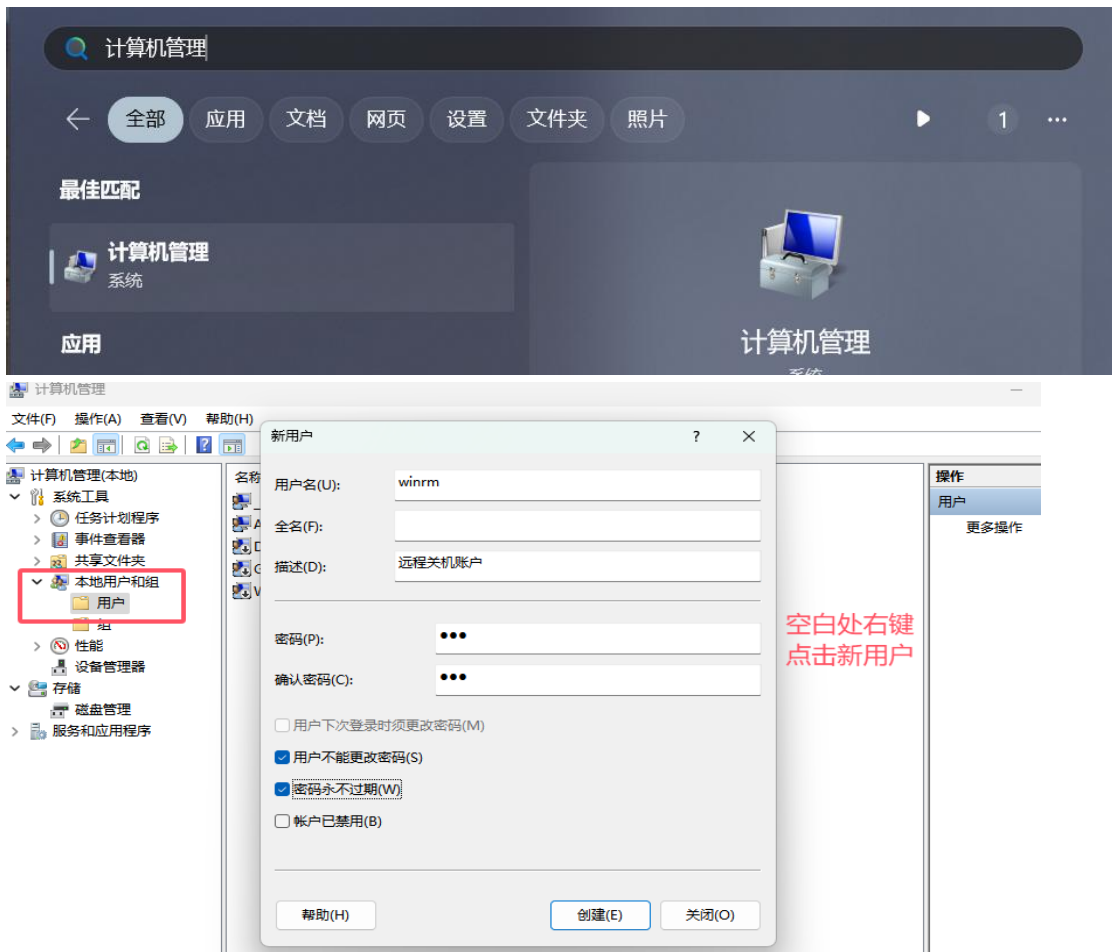 计算机管理
全部 应用 文档 网页 设置 文件夹 照片 1 ...
最佳匹配
计算机管理
系统
应用
计算机管理
系统
计算机管理
文件(F) 操作(A) 查看(V) 帮助(H)
计算机管理(本地)
系统工具
任务计划程序
事件查看器
共享文件夹
本地用户和组
用户
组
性能
设备管理器
存储
磁盘管理
服务和应用程序
名称
_
A
D
G
V
新用户 ?
用户名(U): winrm
全名(F):
描述(D): 远程关机账户
密码(P): •••
确认密码(C): •••
用户下次登录时须更改密码(M)
用户不能更改密码(S)
密码永不过期(W)
帐户已禁用(B)
帮助(H) 创建(E) 关闭(O)
空白处右键
点击新用户
操作
用户
更多操作